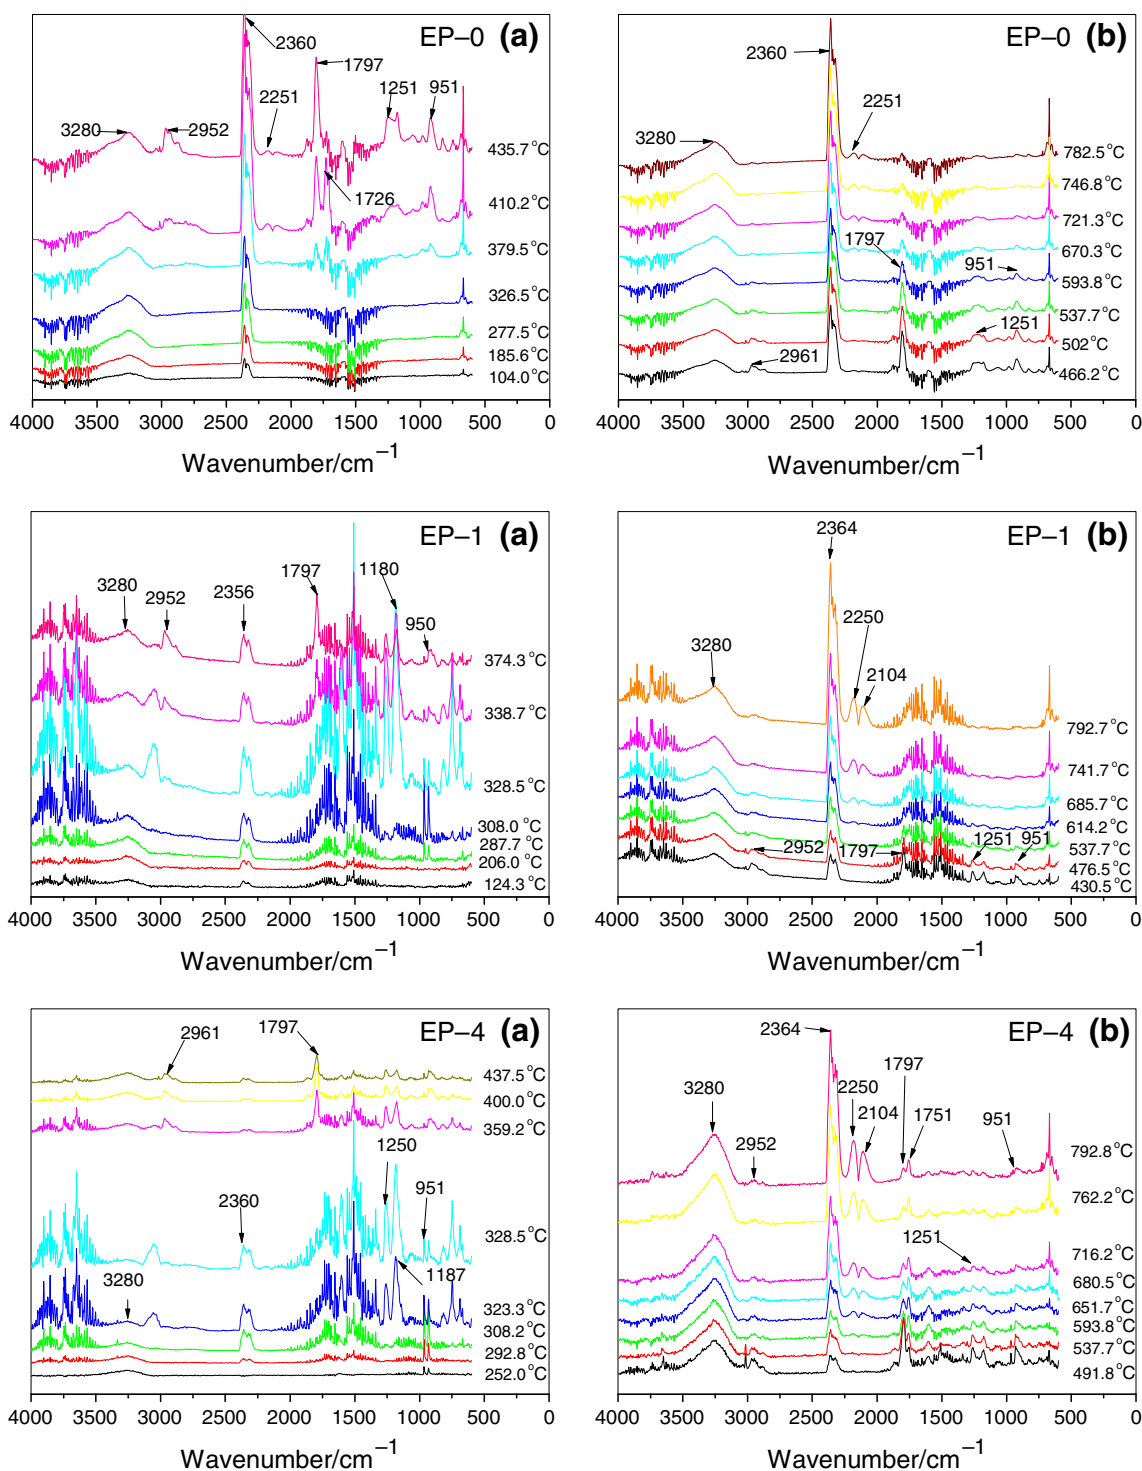 EP–0 (a)
2360
1797
1251
951
2251
3280
2952
435.7°C
1726
410.2°C
379.5°C
326.5°C
277.5°C
185.6°C
104.0°C
4000 3500 3000 2500 2000 1500 1000 500 0
Wavenumber/cm–1
EP–0 (b)
2360
2251
3280
782.5°C
746.8°C
721.3°C
670.3°C
1797
951
593.8°C
537.7°C
1251
502°C
2961
466.2°C
4000 3500 3000 2500 2000 1500 1000 500 0
Wavenumber/cm–1
EP–1 (a)
3280
2952
2356
1797
1180
950
374.3°C
338.7°C
328.5°C
308.0°C
287.7°C
206.0°C
124.3°C
4000 3500 3000 2500 2000 1500 1000 500 0
Wavenumber/cm–1
EP–1 (b)
2364
2250
3280
2104
792.7°C
741.7°C
685.7°C
614.2°C
537.7°C
2952
1797
1251
951
476.5°C
430.5°C
4000 3500 3000 2500 2000 1500 1000 500 0
Wavenumber/cm–1
EP–4 (a)
2961
1797
437.5°C
400.0°C
359.2°C
1250
2360
951
328.5°C
3280
1187
323.3°C
308.2°C
292.8°C
252.0°C
4000 3500 3000 2500 2000 1500 1000 500 0
Wavenumber/cm–1
EP–4 (b)
2364
1797
3280
2250
1751
2104
951
2952
792.8°C
762.2°C
1251
716.2°C
680.5°C
651.7°C
593.8°C
537.7°C
491.8°C
4000 3500 3000 2500 2000 1500 1000 500 0
Wavenumber/cm–1